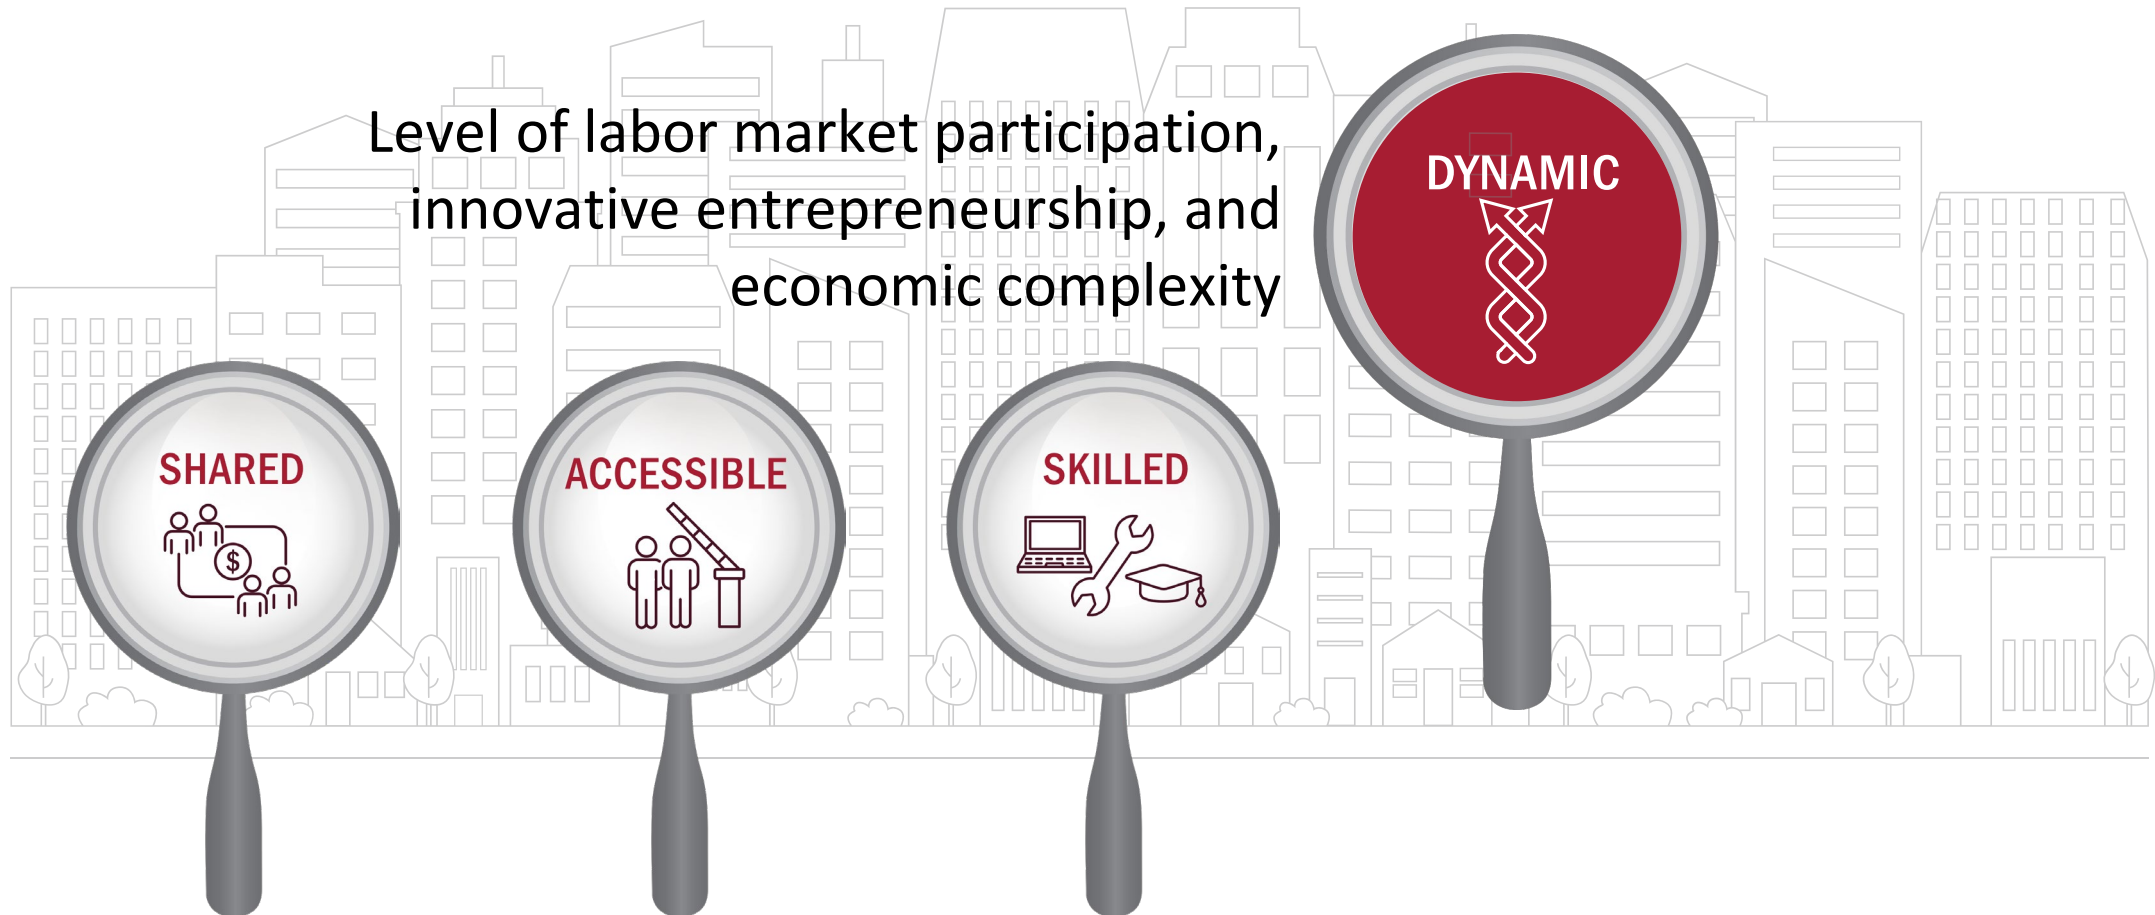 Level of labor market participation,
innovative entrepreneurship, and
economic complexity
DYNAMIC
SHARED
$
ACCESSIBLE
SKILLED